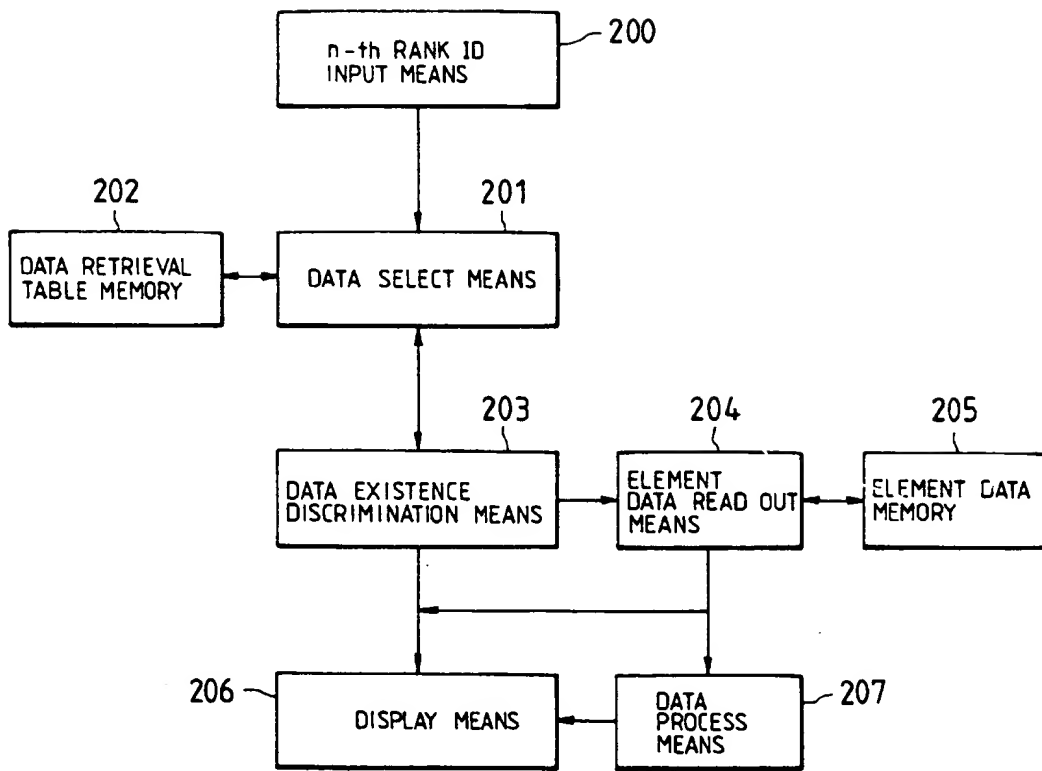 n-th RANK ID
INPUT MEANS
200
202
201
DATA RETRIEVAL
TABLE MEMORY
DATA SELECT MEANS
203
204
205
DATA EXISTENCE
DISCRIMINATION MEANS
ELEMENT
DATA READ OUT
MEANS
ELEMENT DATA
MEMORY
206
DISPLAY MEANS
DATA
PROCESS
MEANS
207